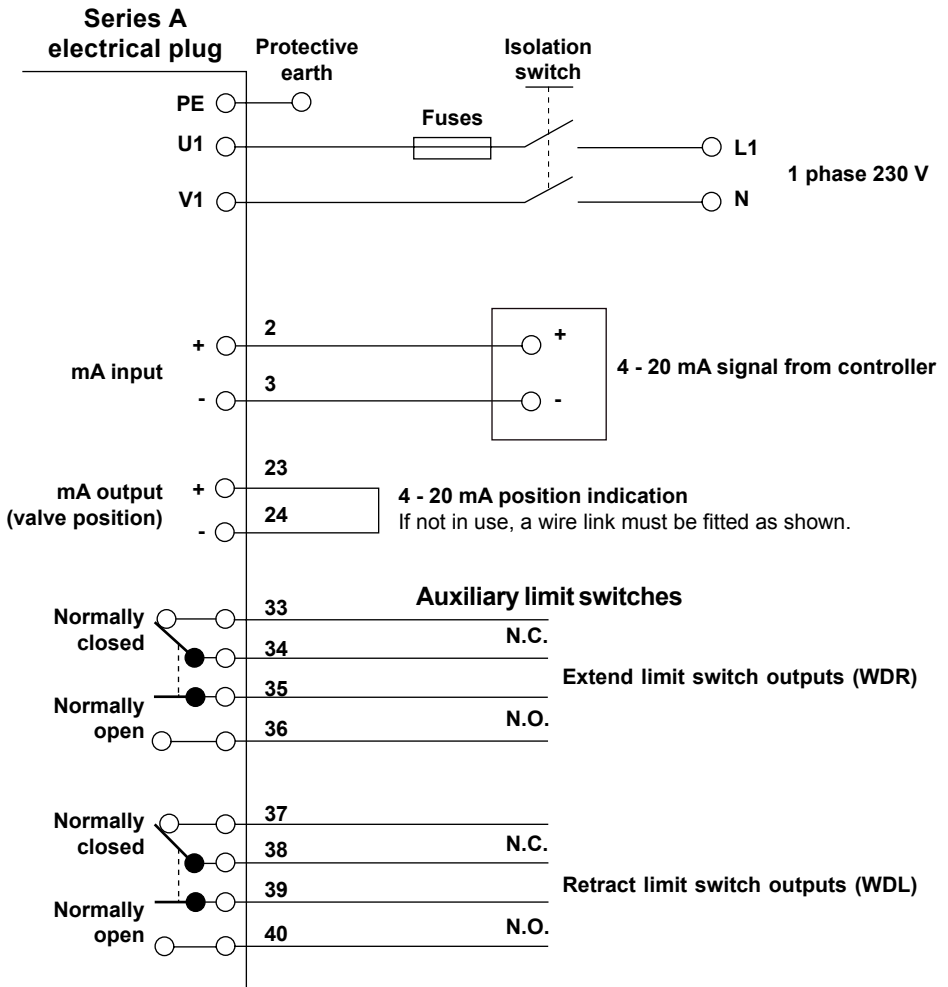 Series A
electrical plug
Protective
earth
Isolation
switch
PE
Fuses
U1
L1
1 phase 230 V
V1
N
2
+
+
mA input
4 - 20 mA signal from controller
3
-
-
23
mA output
(valve position)
+
4 - 20 mA position indication
24
If not in use, a wire link must be fitted as shown.
-
Auxiliary limit switches
Normally
closed
33
N.C.
34
Extend limit switch outputs (WDR)
35
Normally
open
N.O.
36
Normally
closed
37
N.C.
38
Retract limit switch outputs (WDL)
39
Normally
open
N.O.
40